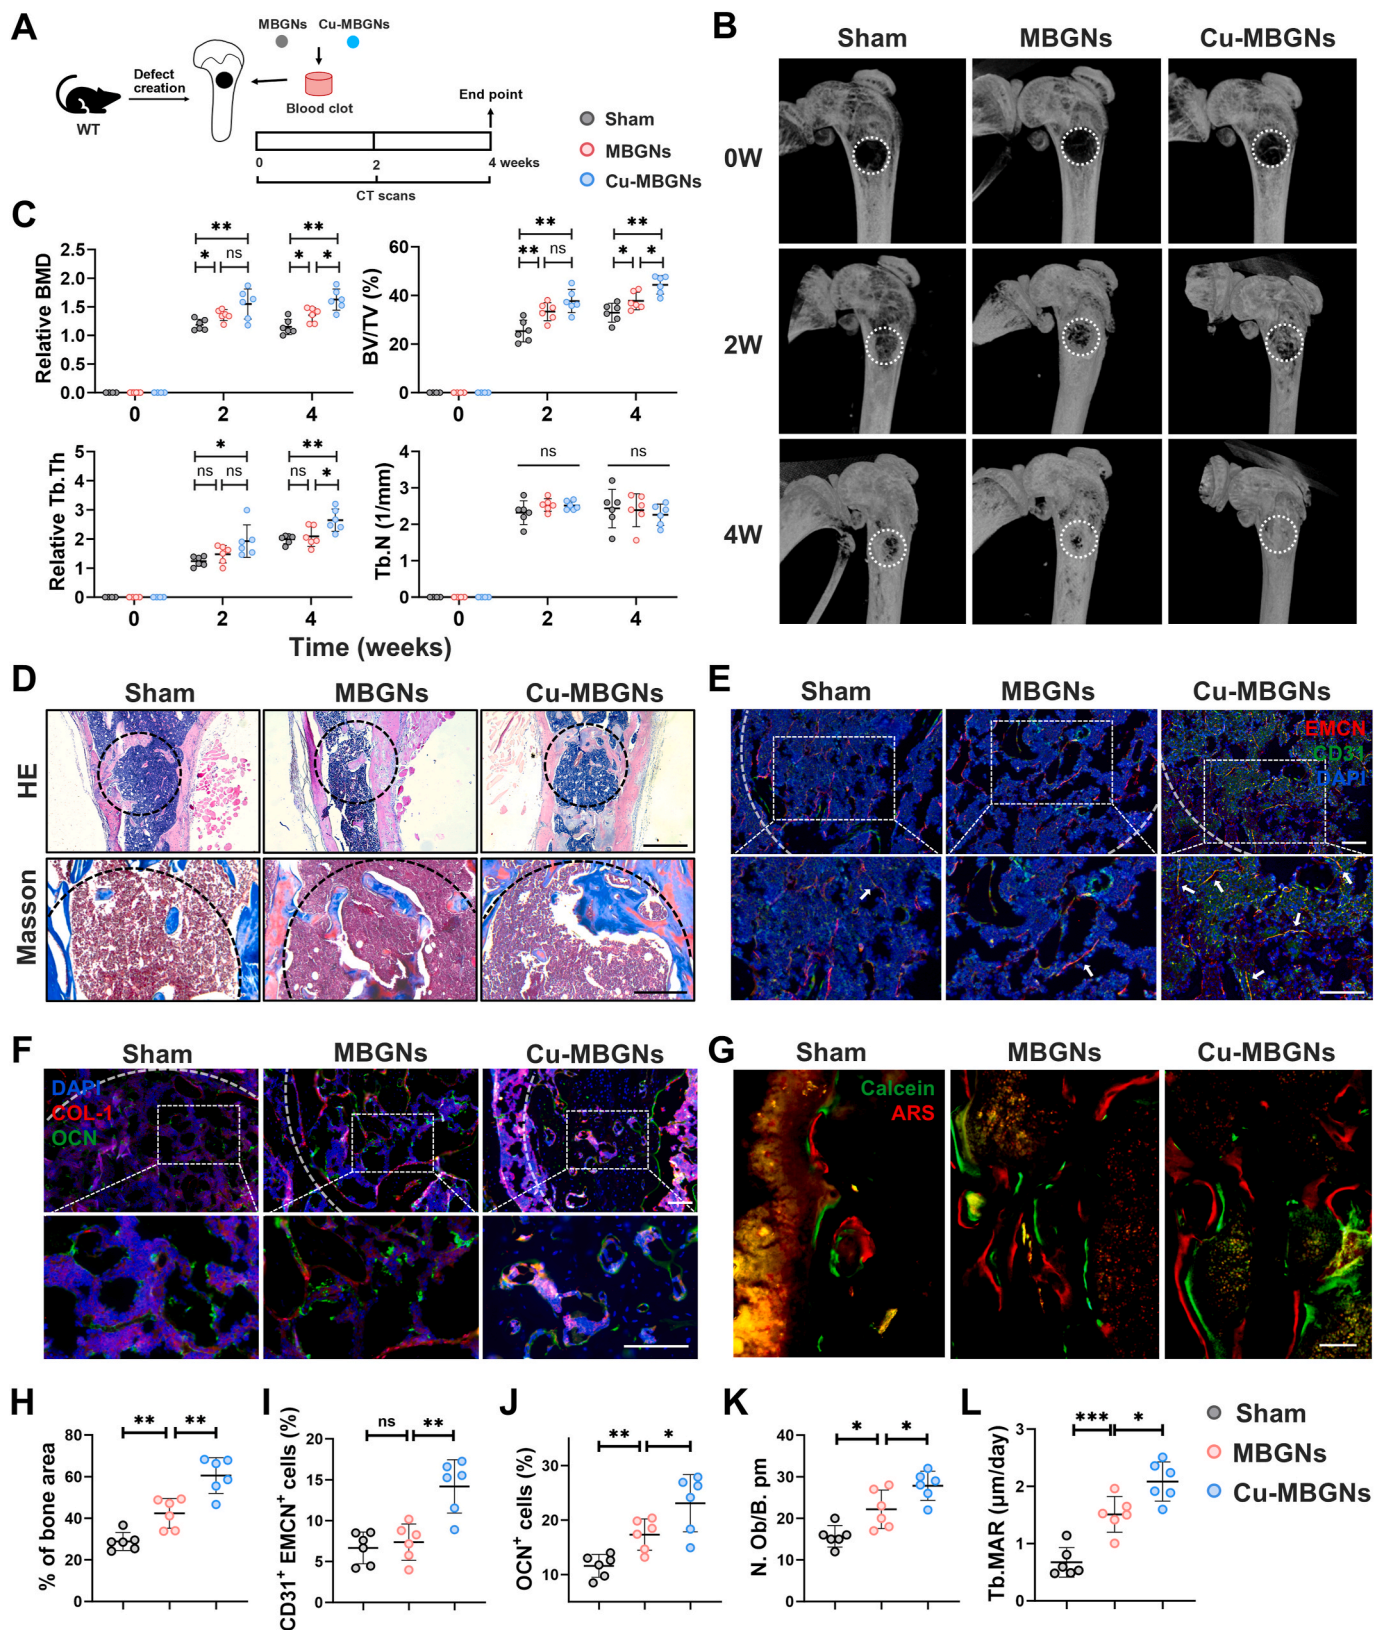 A
MBGNs
Cu-MBGNs
Defect
creation
WT
Blood clot
End point
0
2
4 weeks
CT scans
Sham
MBGNs
Cu-MBGNs
B
Sham
MBGNs
Cu-MBGNs
0W
2W
4W
C
Relative BMD
2.5
2.0
1.5
1.0
0.5
0.0
0
2
4
**
*
ns
**
*
*
BV/TV (%)
60
40
20
0
0
2
4
**
**
ns
**
*
*
Relative Tb.Th
5
4
3
2
1
0
0
2
4
*
ns
ns
**
ns
*
Tb.N (1/mm)
4
3
2
1
0
0
2
4
ns
ns
Time (weeks)
D
Sham
MBGNs
Cu-MBGNs
HE
Masson
E
Sham
MBGNs
Cu-MBGNs
EMCN
CD31
DAPI
F
Sham
MBGNs
Cu-MBGNs
DAPI
COL-1
OCN
G
Sham
MBGNs
Cu-MBGNs
Calcein
ARS
H
% of bone area
80
60
40
20
0
**
**
I
CD31+ EMCN+ cells (%)
20
15
10
5
0
ns
**
J
OCN+ cells (%)
30
20
10
**
*
K
N. Ob/B. pm
40
30
20
10
0
*
*
L
Tb.MAR (μm/day)
3
2
1
0
***
*
Sham
MBGNs
Cu-MBGNs